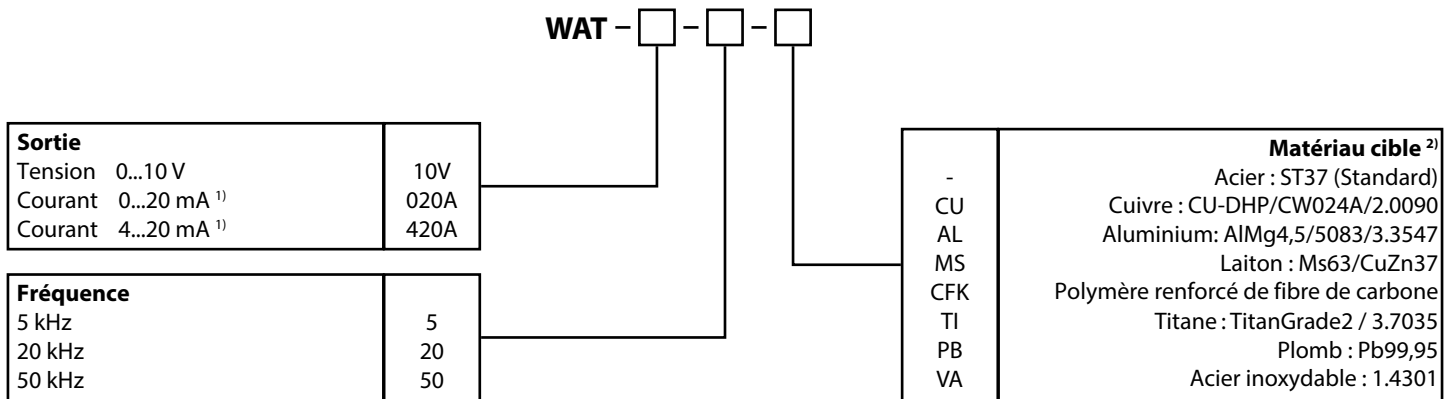 WAT – –  –
Sortie
Tension 0...10 V 10V
Courant 0...20 mA 1) 020A
Courant 4...20 mA 1) 420A
Fréquence
5 kHz 5
20 kHz 20
50 kHz 50
Matériau cible 2)
- Acier : ST37 (Standard)
CU Cuivre : CU-DHP/CW024A/2.0090
AL Aluminium: AlMg4,5/5083/3.3547
MS Laiton : Ms63/CuZn37
CFK Polymère renforcé de fibre de carbone
TI Titane : TitanGrade2 / 3.7035
PB Plomb : Pb99,95
VA Acier inoxydable : 1.4301